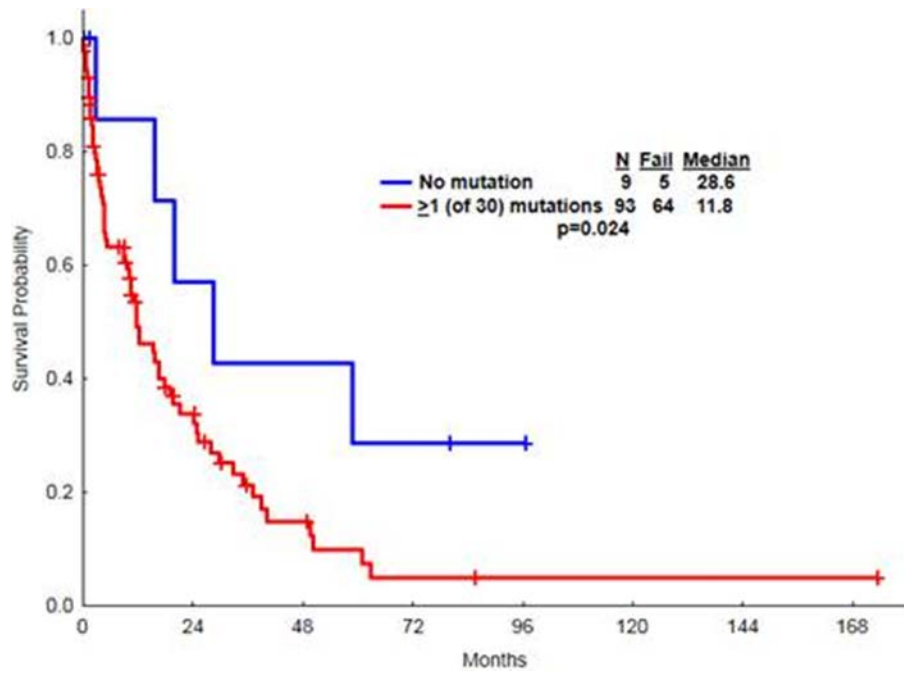 1.0
0.8
0.6
0.4
0.2
0.0
Survival Probability
N Fail Median
No mutation 9 5 28.6
≥1 (of 30) mutations 93 64 11.8
p=0.024
0 24 48 72 96 120 144 168
Months